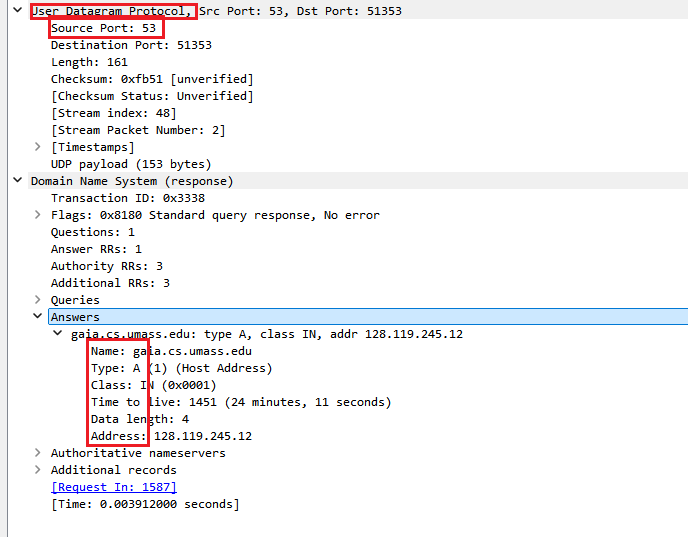 User Datagram Protocol, Src Port: 53, Dst Port: 51353
Source Port: 53
Destination Port: 51353
Length: 161
Checksum: 0xfb51 [unverified]
[Checksum Status: Unverified]
[Stream index: 48]
[Stream Packet Number: 2]
[Timestamps]
UDP payload (153 bytes)
Domain Name System (response)
Transaction ID: 0x3338
Flags: 0x8180 Standard query response, No error
Questions: 1
Answer RRs: 1
Authority RRs: 3
Additional RRs: 3
Queries
Answers
gaia.cs.umass.edu: type A, class IN, addr 128.119.245.12
Name: gaia.cs.umass.edu
Type: A (1) (Host Address)
Class: IN (0x0001)
Time to live: 1451 (24 minutes, 11 seconds)
Data length: 4
Address: 128.119.245.12
Authoritative nameservers
Additional records
[Request In: 1587]
[Time: 0.003912000 seconds]